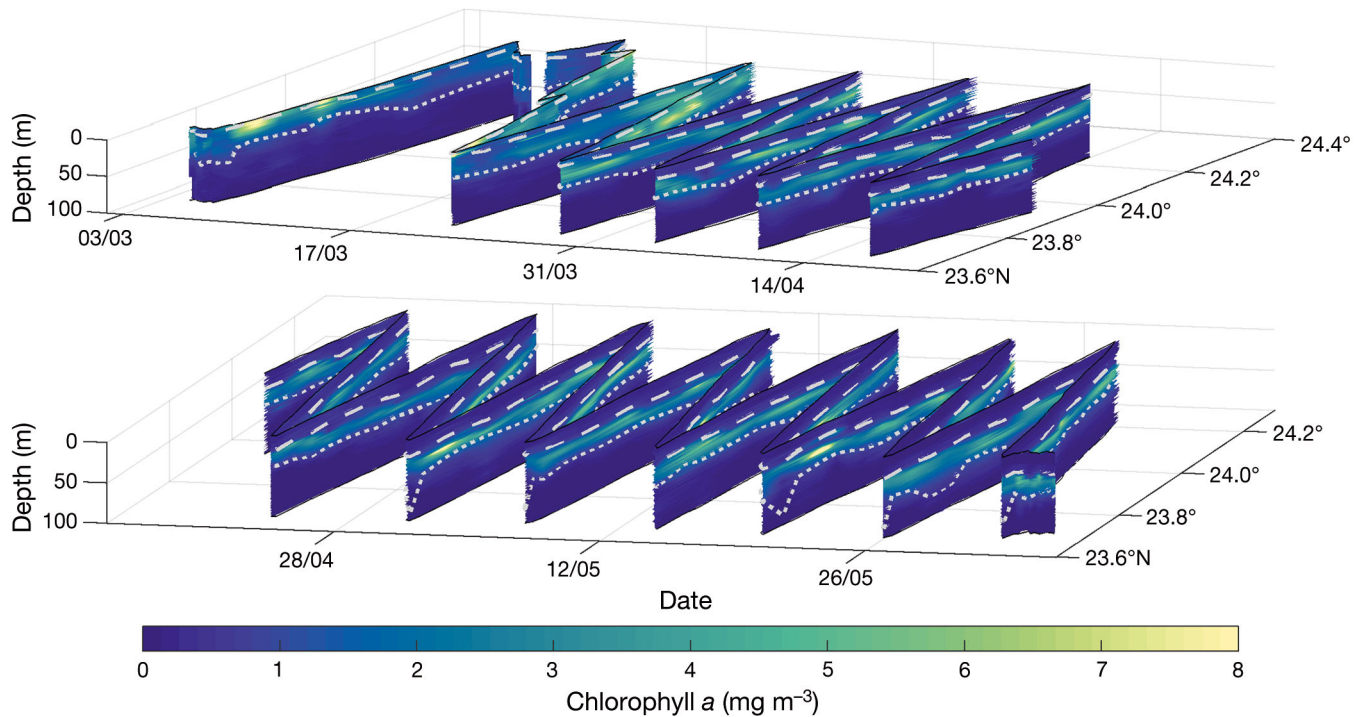 Depth (m)
0
50
100
03/03
17/03
31/03
14/04
23.6°N
23.8°
24.0°
24.2°
24.4°
Depth (m)
0
50
100
28/04
12/05
26/05
23.6°N
23.8°
24.0°
24.2°
Date
0 1 2 3 4 5 6 7 8
Chlorophyll a (mg m⁻³)